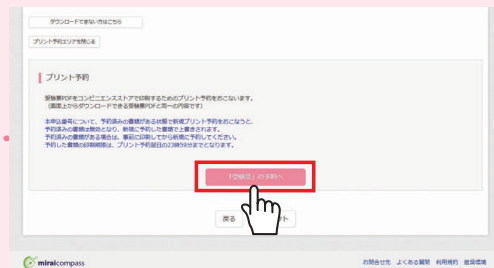 ダウンロードできない方はこちら
プリント予約エリアを閉じる
プリント予約
受験票PDFをコンビニエンスストアで印刷するためのプリント予約をおこないます。
（画面上からダウンロードできる受験票PDFと同一の内容です）
本申込番号について、予約済みの書類がある状態で新規プリント予約をおこなうと、
予約済みの書類は無効となり、新規に予約した書類で上書きされます。
予約済みの書類がある場合は、事前に印刷してから新規に予約してください。
予約した書類の印刷期限は、プリント予約翌日の23時59分までとなります。
「受験票」の予約へ
戻る
ト
miraicompass
お問合せ先 よくある質問 利用規約 推奨環境